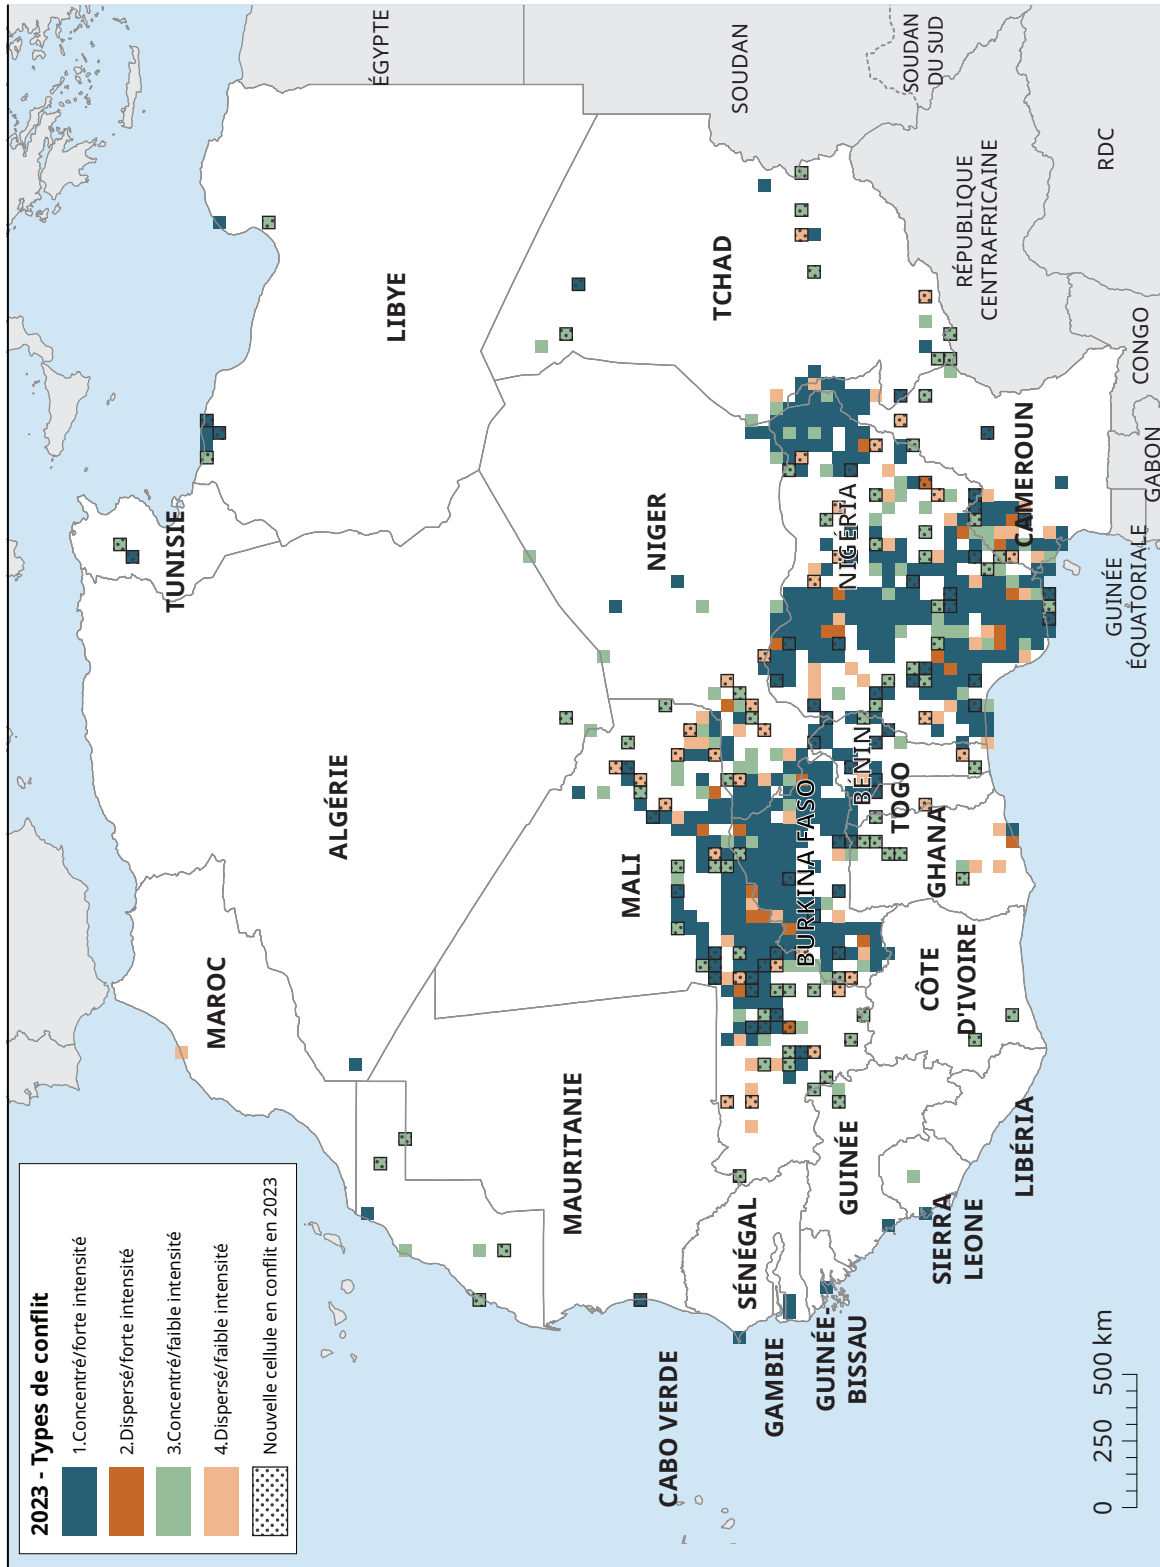 2023 - Types de conflit
1.Concentré/forte intensité
2.Dispersé/forte intensité
3.Concentré/faible intensité
4.Dispersé/faible intensité
Nouvelle cellule en conflit en 2023
MAROC
ALGÉRIE
TUNISIE
LIBYE
ÉGYPTE
MAURITANIE
MALI
NIGER
TCHAD
SOUDAN
SOUDAN
DU SUD
CABO VERDE
SÉNÉGAL
GAMBIE
GUINÉE-
BISSAU
GUINÉE
SIERRA
LEONE
LIBÉRIA
CÔTE
D'IVOIRE
BURKINA FASO
GHANA
TOGO
BÉNIN
NIGÉRIA
CAMEROUN
RÉPUBLIQUE
CENTRAFRICAINE
GUINÉE
ÉQUATORIALE
GABON
CONGO
RDC
0 250 500 km